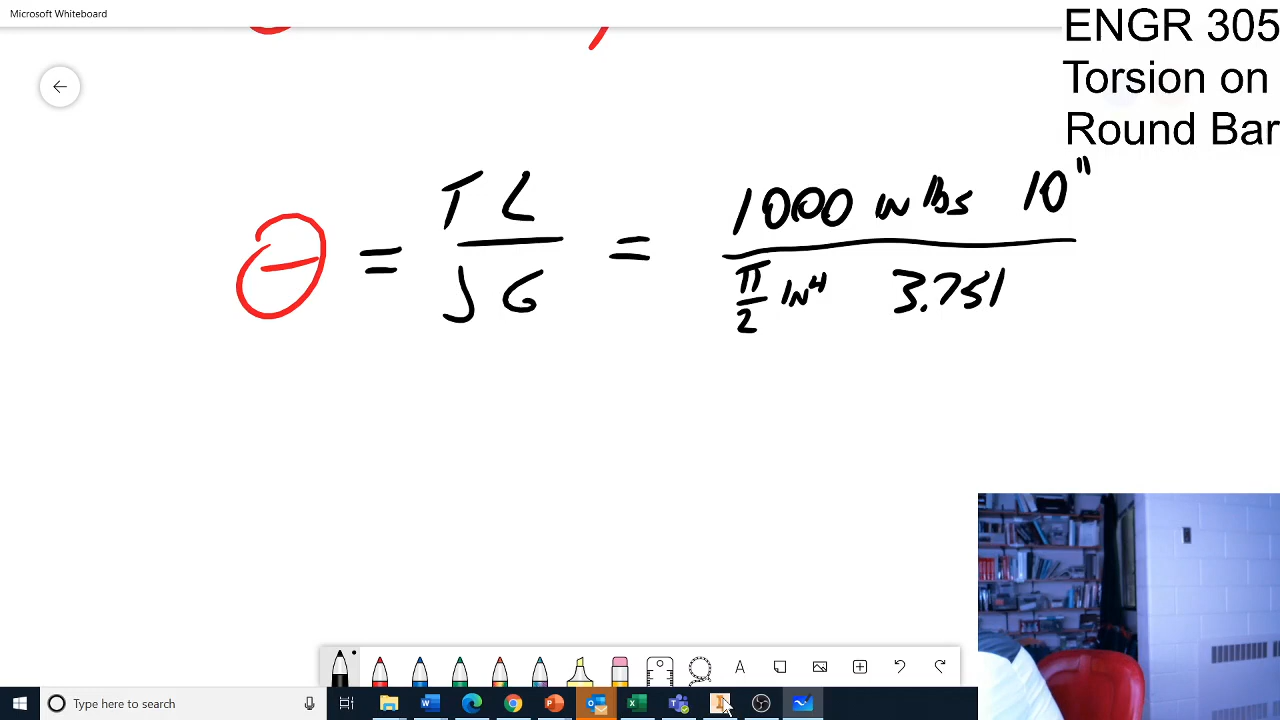 Microsoft Whiteboard
ENGR 305
Torsion on
Round Bar
θ = TL / JG = 1000 in lbs 10" / π/2 in⁴ 3.751
Type here to search